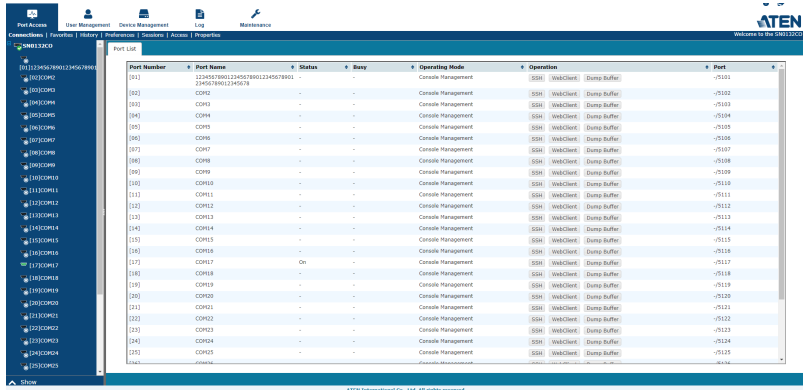 ATEN
Port Access User Management Device Management Log Maintenance
Connections | Favorites | History | Preferences | Sessions | Access | Properties
Welcome to the SN0132CO
SN0132CO
[01]123456789012345678901
[02]COM2
[03]COM3
[04]COM4
[05]COM5
[06]COM6
[07]COM7
[08]COM8
[09]COM9
[10]COM10
[11]COM11
[12]COM12
[13]COM13
[14]COM14
[15]COM15
[16]COM16
[17]COM17
[18]COM18
[19]COM19
[20]COM20
[21]COM21
[22]COM22
[23]COM23
[24]COM24
[25]COM25
Show
Port List
Port Number Port Name Status Busy Operating Mode Operation Port
[01] 1234567890123456789012345678901 - - Console Management SSH WebClient Dump Buffer -/5101
23456789012345678
[02] COM2 - - Console Management SSH WebClient Dump Buffer -/5102
[03] COM3 - - Console Management SSH WebClient Dump Buffer -/5103
[04] COM4 - - Console Management SSH WebClient Dump Buffer -/5104
[05] COM5 - - Console Management SSH WebClient Dump Buffer -/5105
[06] COM6 - - Console Management SSH WebClient Dump Buffer -/5106
[07] COM7 - - Console Management SSH WebClient Dump Buffer -/5107
[08] COM8 - - Console Management SSH WebClient Dump Buffer -/5108
[09] COM9 - - Console Management SSH WebClient Dump Buffer -/5109
[10] COM10 - - Console Management SSH WebClient Dump Buffer -/5110
[11] COM11 - - Console Management SSH WebClient Dump Buffer -/5111
[12] COM12 - - Console Management SSH WebClient Dump Buffer -/5112
[13] COM13 - - Console Management SSH WebClient Dump Buffer -/5113
[14] COM14 - - Console Management SSH WebClient Dump Buffer -/5114
[15] COM15 - - Console Management SSH WebClient Dump Buffer -/5115
[16] COM16 - - Console Management SSH WebClient Dump Buffer -/5116
[17] COM17 On - Console Management SSH WebClient Dump Buffer -/5117
[18] COM18 - - Console Management SSH WebClient Dump Buffer -/5118
[19] COM19 - - Console Management SSH WebClient Dump Buffer -/5119
[20] COM20 - - Console Management SSH WebClient Dump Buffer -/5120
[21] COM21 - - Console Management SSH WebClient Dump Buffer -/5121
[22] COM22 - - Console Management SSH WebClient Dump Buffer -/5122
[23] COM23 - - Console Management SSH WebClient Dump Buffer -/5123
[24] COM24 - - Console Management SSH WebClient Dump Buffer -/5124
[25] COM25 - - Console Management SSH WebClient Dump Buffer -/5125